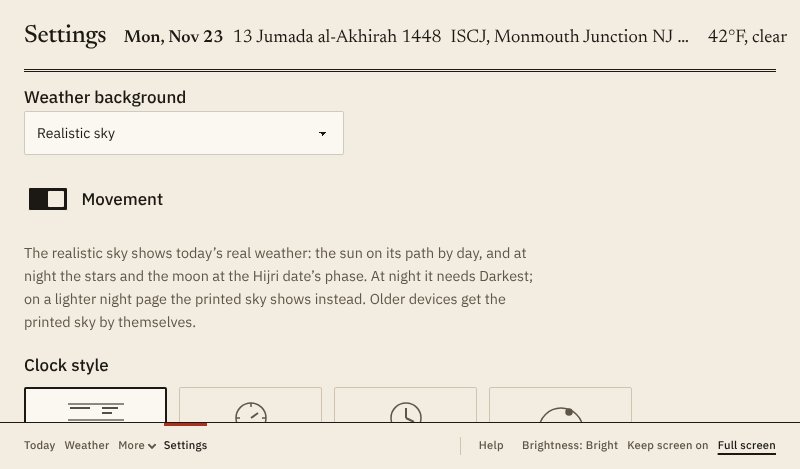 Settings Mon, Nov 23 13 Jumada al-Akhirah 1448 ISCJ, Monmouth Junction NJ ... 42°F, clear
Weather background
Realistic sky
Movement
The realistic sky shows today’s real weather: the sun on its path by day, and at
night the stars and the moon at the Hijri date’s phase. At night it needs Darkest;
on a lighter night page the printed sky shows instead. Older devices get the
printed sky by themselves.
Clock style
Today Weather More Settings Help Brightness: Bright Keep screen on Full screen